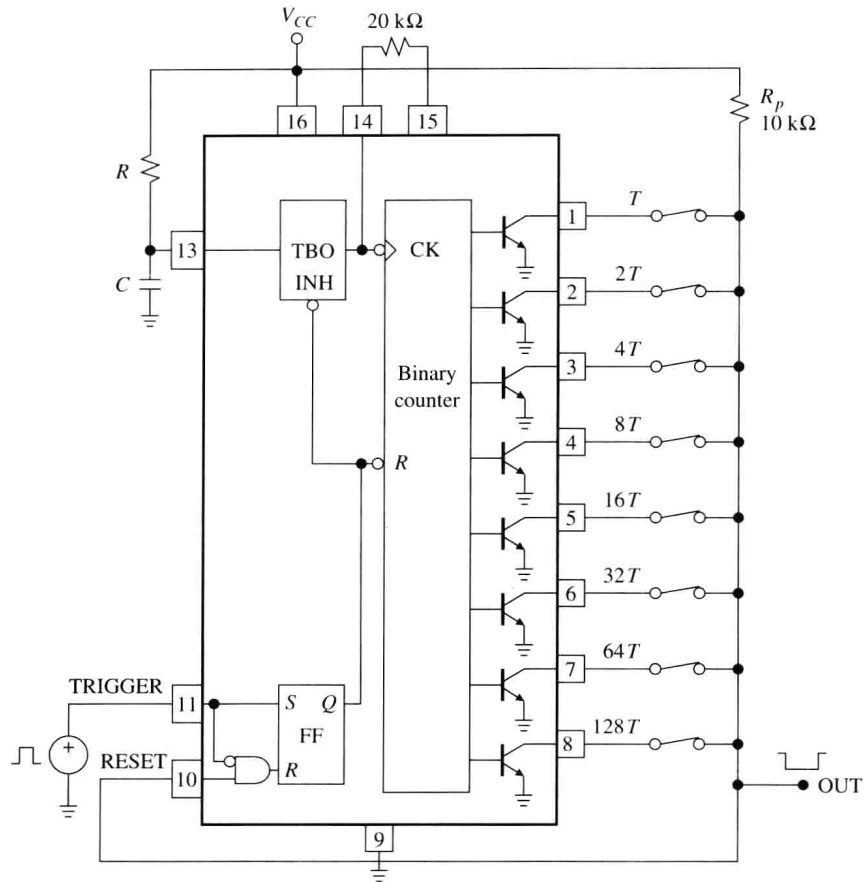 V_CC
20 kΩ
R_p
10 kΩ
16
14
15
R
13
C
TBO
INH
CK
Binary
counter
R
1
T
2
2T
3
4T
4
8T
5
16T
6
32T
7
64T
8
128T
TRIGGER
11
S
Q
FF
R
RESET
10
9
+
OUT